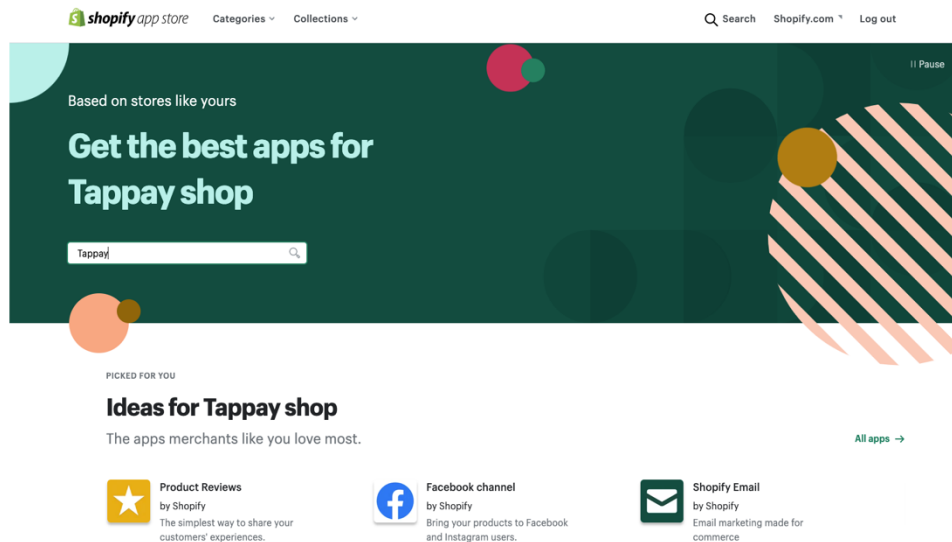 shopify app store
Categories
Collections
Search
Shopify.com
Log out
Pause
Based on stores like yours
Get the best apps for
Tappay shop
Tappay
PICKED FOR YOU
Ideas for Tappay shop
The apps merchants like you love most.
All apps →
Product Reviews
by Shopify
The simplest way to share your
customers' experiences.
Facebook channel
by Shopify
Bring your products to Facebook
and Instagram users.
Shopify Email
by Shopify
Email marketing made for
commerce